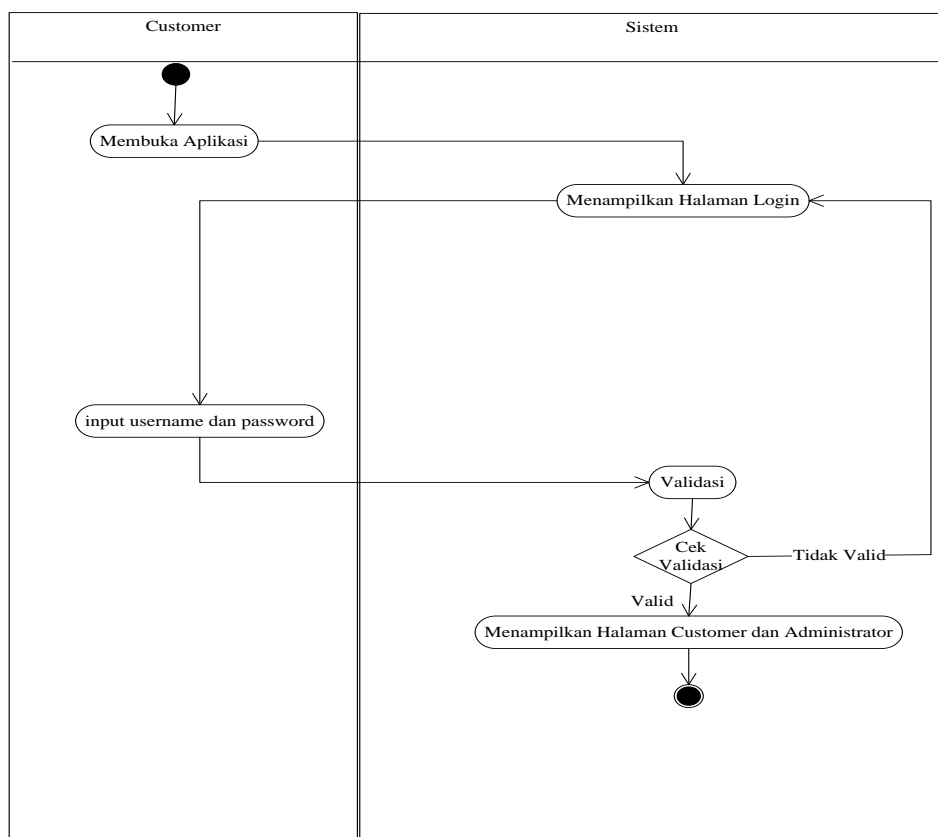 Customer
Sistem
Membuka Aplikasi
Menampilkan Halaman Login
input username dan password
Validasi
Cek
Validasi
Tidak Valid
Valid
Menampilkan Halaman Customer dan Administrator